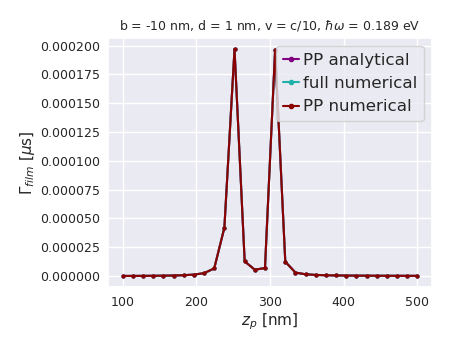 b = -10 nm, d = 1 nm, v = c/10, ℏω = 0.189 eV
PP analytical
full numerical
PP numerical
0.000200
0.000175
0.000150
0.000125
0.000100
0.000075
0.000050
0.000025
0.000000
Γfilm [μs]
100 200 300 400 500
zp [nm]